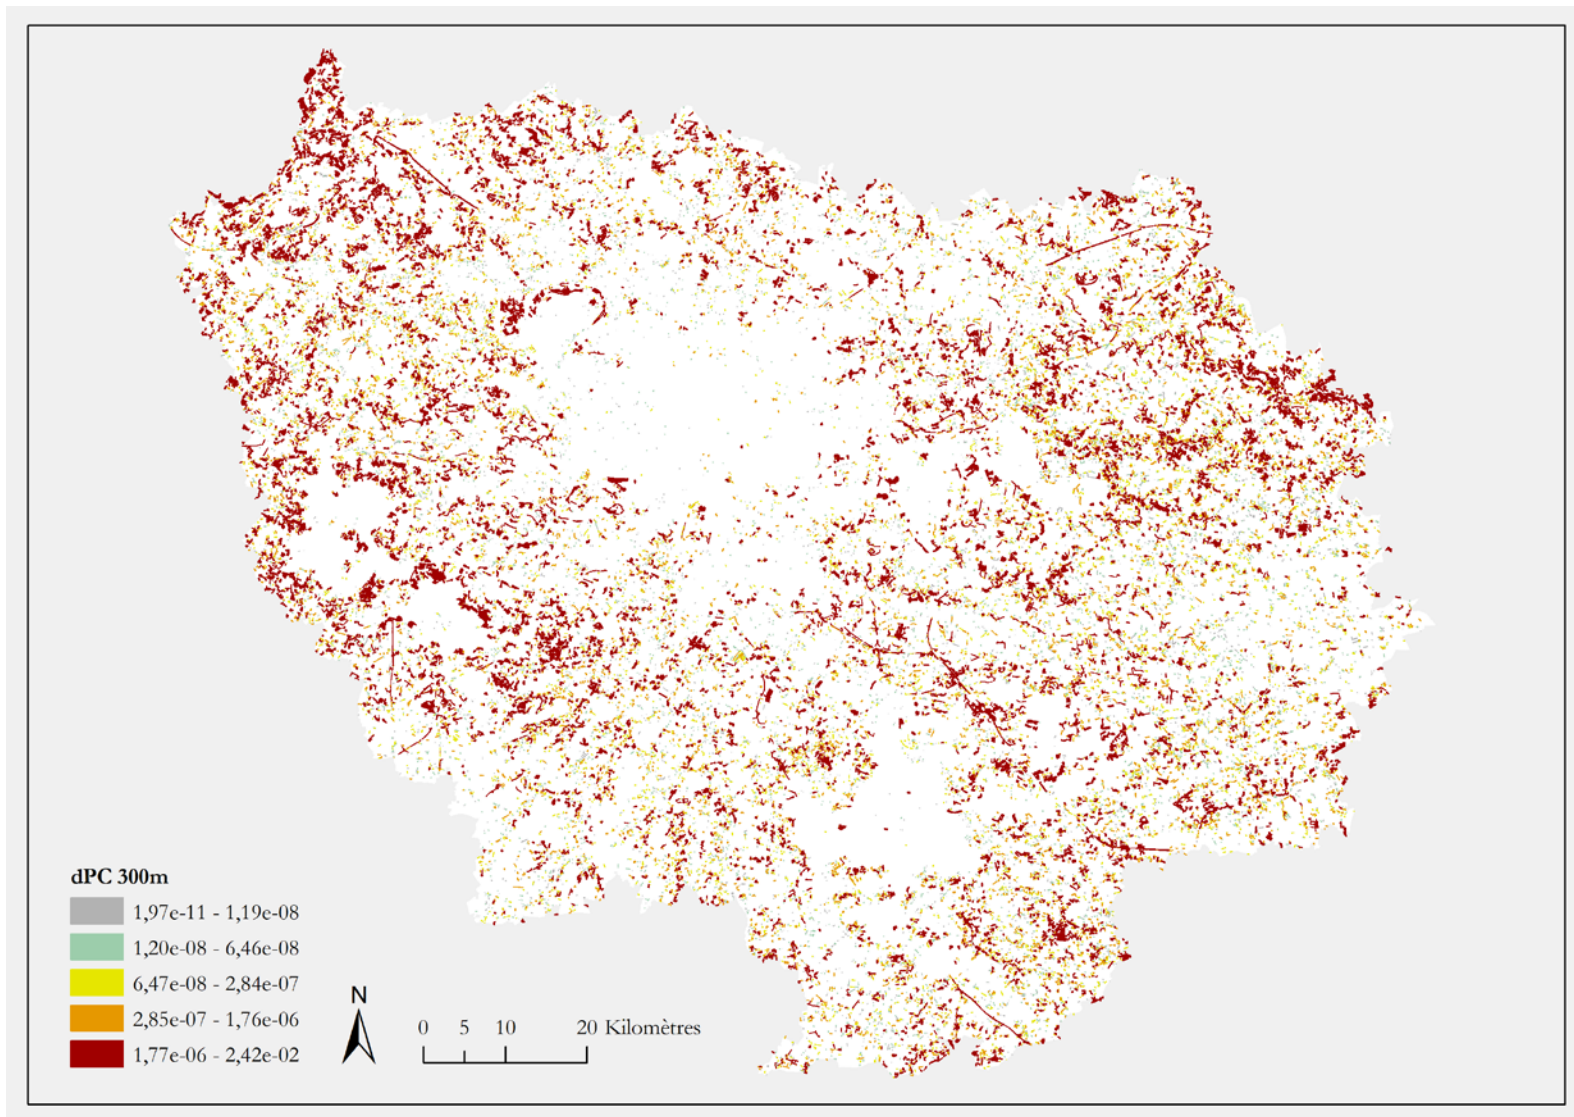 dPC 300m
1,97e-11 - 1,19e-08
1,20e-08 - 6,46e-08
6,47e-08 - 2,84e-07
2,85e-07 - 1,76e-06
1,77e-06 - 2,42e-02
N
0 5 10 20 Kilomètres